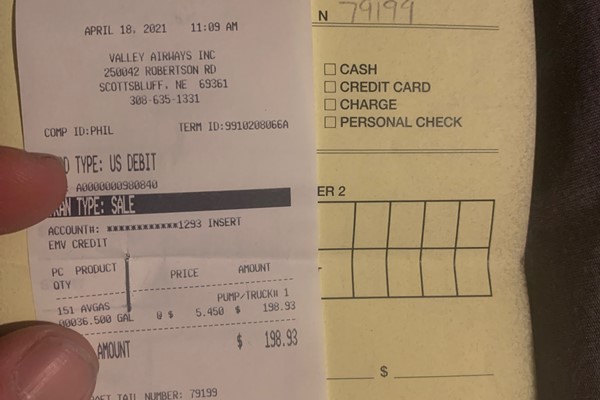 APRIL 18, 2021 11:09 AM
VALLEY AIRWAYS INC
250042 ROBERTSON RD
SCOTTSBLUFF, NE 69361
308-635-1331
COMP ID:PHIL TERM ID:9910208066A
TYPE: US DEBIT
A0000000980840
TYPE: SALE
ACCOUNT#: ************1293 INSERT
EMV CREDIT
PC PRODUCT PRICE AMOUNT
QTY
PUMP/TRUCK# 1
151 AVGAS
00036.500 GAL @ $ 5.450 $ 198.93
AMOUNT $ 198.93
TAIL NUMBER: 79199
N 79199
☐ CASH
☐ CREDIT CARD
☐ CHARGE
☐ PERSONAL CHECK
ER 2
$